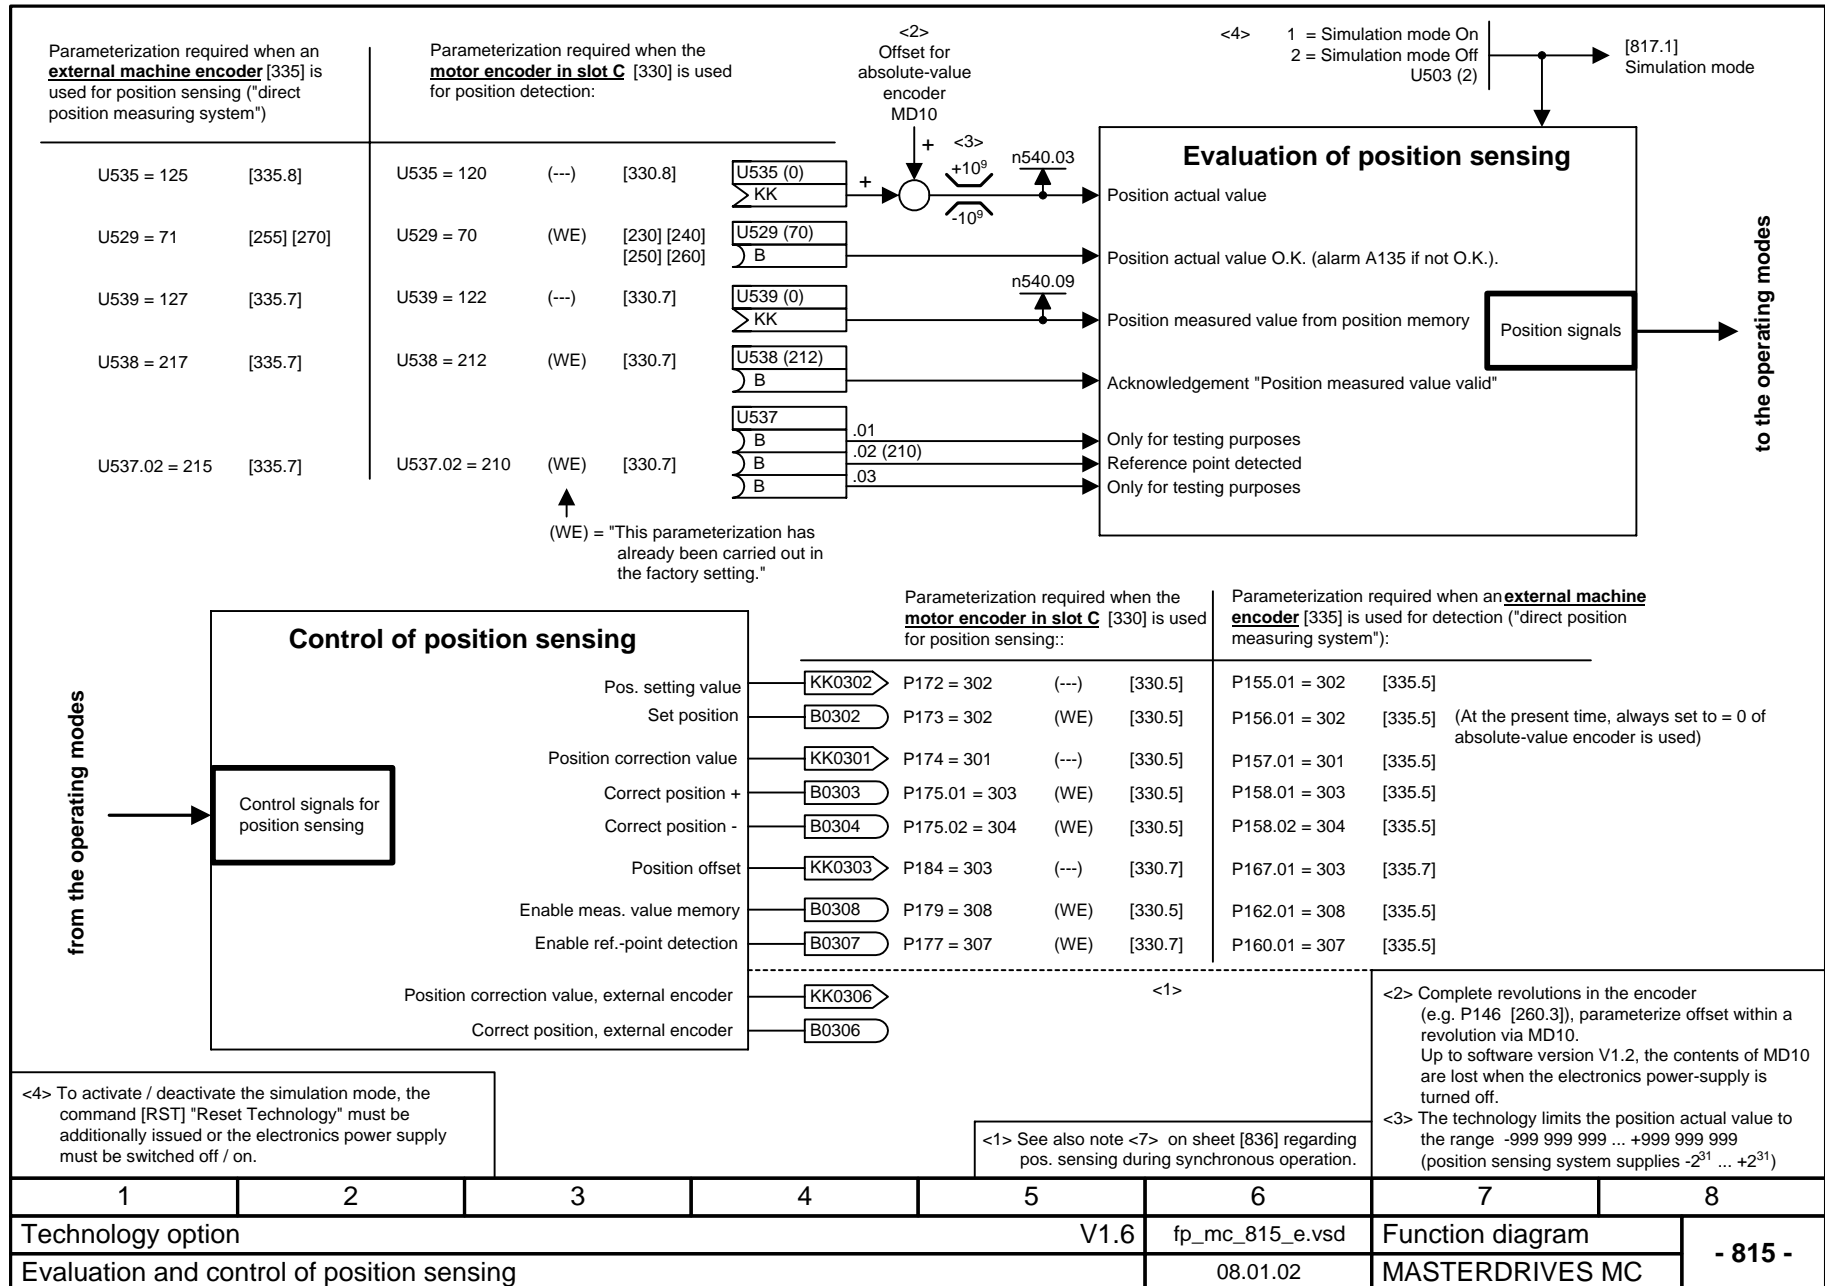 Parameterization required when an
external machine encoder [335] is
used for position sensing ("direct
position measuring system")
Parameterization required when the
motor encoder in slot C [330] is used
for position detection:
<2>
Offset for
absolute-value
encoder
MD10
<4> 1 = Simulation mode On
2 = Simulation mode Off
U503 (2)
[817.1]
Simulation mode
U535 = 125 [335.8] U535 = 120 (---) [330.8] U535 (0)
KK
+ + <3>
+10⁹
-10⁹
n540.03
Evaluation of position sensing
Position actual value
U529 = 71 [255] [270] U529 = 70 (WE) [230] [240]
[250] [260]
U529 (70)
B
Position actual value O.K. (alarm A135 if not O.K.).
U539 = 127 [335.7] U539 = 122 (---) [330.7] U539 (0)
KK
n540.09
Position measured value from position memory
Position signals
to the operating modes
U538 = 217 [335.7] U538 = 212 (WE) [330.7] U538 (212)
B
Acknowledgement "Position measured value valid"
U537
B .01 Only for testing purposes
U537.02 = 215 [335.7] U537.02 = 210 (WE) [330.7] B .02 (210) Reference point detected
B .03 Only for testing purposes
(WE) = "This parameterization has
already been carried out in
the factory setting."
Parameterization required when the
motor encoder in slot C [330] is used
for position sensing::
Parameterization required when an external machine
encoder [335] is used for detection ("direct position
measuring system"):
from the operating modes
Control signals for
position sensing
Control of position sensing
Pos. setting value KK0302 P172 = 302 (---) [330.5] P155.01 = 302 [335.5]
Set position B0302 P173 = 302 (WE) [330.5] P156.01 = 302 [335.5] (At the present time, always set to = 0 of
absolute-value encoder is used)
Position correction value KK0301 P174 = 301 (---) [330.5] P157.01 = 301 [335.5]
Correct position + B0303 P175.01 = 303 (WE) [330.5] P158.01 = 303 [335.5]
Correct position - B0304 P175.02 = 304 (WE) [330.5] P158.02 = 304 [335.5]
Position offset KK0303 P184 = 303 (---) [330.7] P167.01 = 303 [335.7]
Enable meas. value memory B0308 P179 = 308 (WE) [330.5] P162.01 = 308 [335.5]
Enable ref.-point detection B0307 P177 = 307 (WE) [330.7] P160.01 = 307 [335.5]
Position correction value, external encoder KK0306 <1>
Correct position, external encoder B0306
<2> Complete revolutions in the encoder
(e.g. P146 [260.3]), parameterize offset within a
revolution via MD10.
Up to software version V1.2, the contents of MD10
are lost when the electronics power-supply is
turned off.
<3> The technology limits the position actual value to
the range -999 999 999 ... +999 999 999
(position sensing system supplies -2³¹ ... +2³¹)
<4> To activate / deactivate the simulation mode, the
command [RST] "Reset Technology" must be
additionally issued or the electronics power supply
must be switched off / on.
<1> See also note <7> on sheet [836] regarding
pos. sensing during synchronous operation.
1 2 3 4 5 6 7 8
Technology option V1.6 fp_mc_815_e.vsd Function diagram
- 815 -
Evaluation and control of position sensing 08.01.02 MASTERDRIVES MC